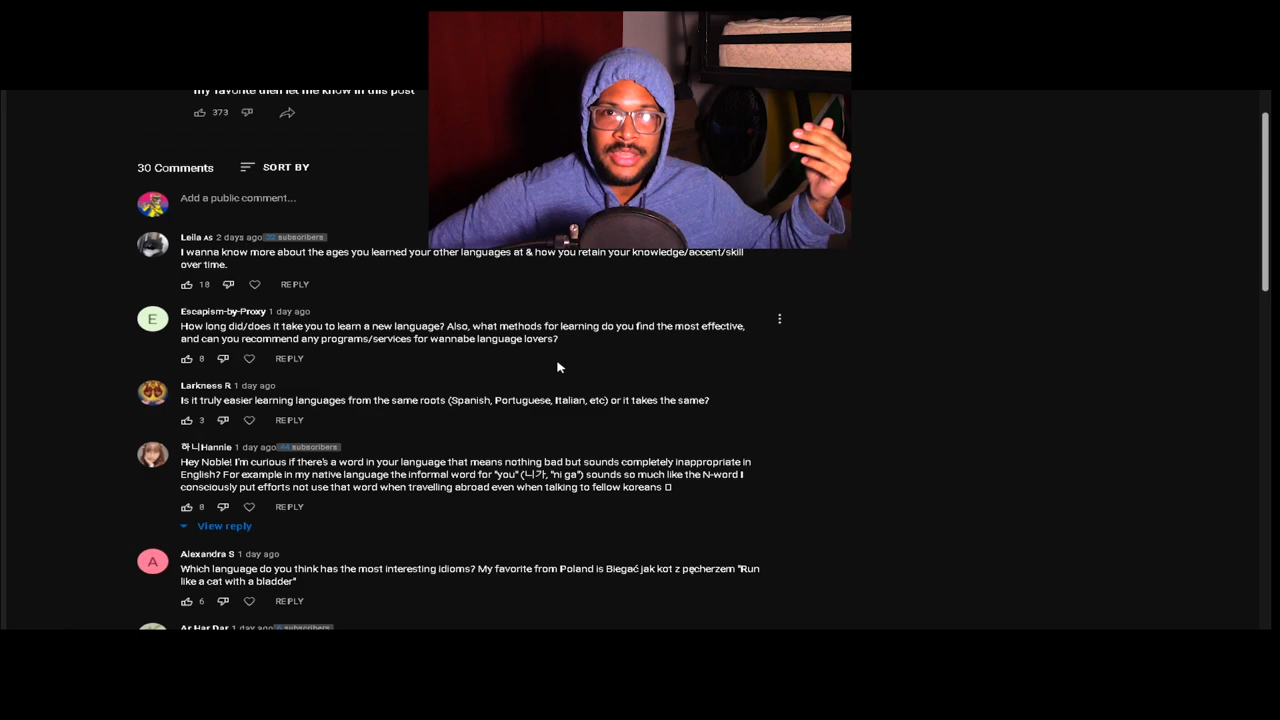 my favorite then let me know in this post
373
30 Comments SORT BY
Add a public comment...
Leila As 2 days ago subscribers
I wanna know more about the ages you learned your other languages at & how you retain your knowledge/accent/skill
over time.
18 REPLY
E
Escapism-by-Proxy 1 day ago
How long did/does it take you to learn a new language? Also, what methods for learning do you find the most effective,
and can you recommend any programs/services for wannabe language lovers?
8 REPLY
Larkness R 1 day ago
Is it truly easier learning languages from the same roots (Spanish, Portuguese, Italian, etc) or it takes the same?
3 REPLY
하니Hannie 1 day ago 44 subscribers
Hey Noble! I'm curious if there's a word in your language that means nothing bad but sounds completely inappropriate in
English? For example in my native language the informal word for "you" (니가, "ni ga") sounds so much like the N-word I
consciously put efforts not use that word when travelling abroad even when talking to fellow koreans
8 REPLY
View reply
A
Alexandra S 1 day ago
Which language do you think has the most interesting idioms? My favorite from Poland is Biegać jak kot z pęcherzem "Run
like a cat with a bladder"
6 REPLY
Ar Har Dar 1 day ago subscribers